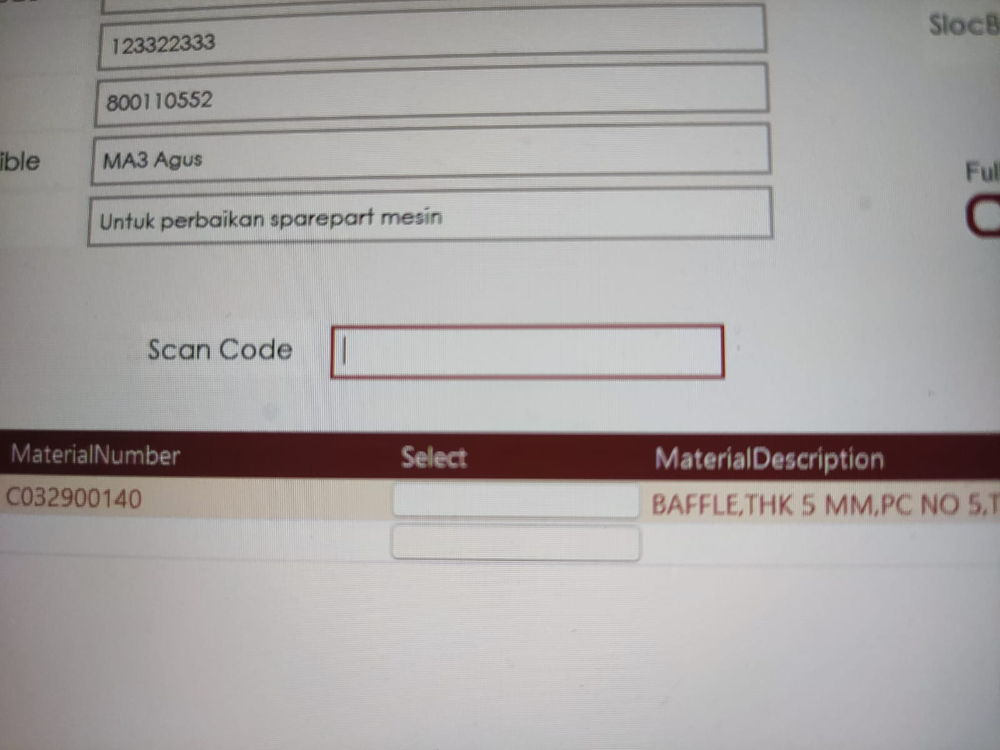 SlocB
123322333
800110552
ible
MA3 Agus
Ful
Untuk perbaikan sparepart mesin
Scan Code
MaterialNumber
Select
MaterialDescription
C032900140
BAFFLE,THK 5 MM,PC NO 5,T